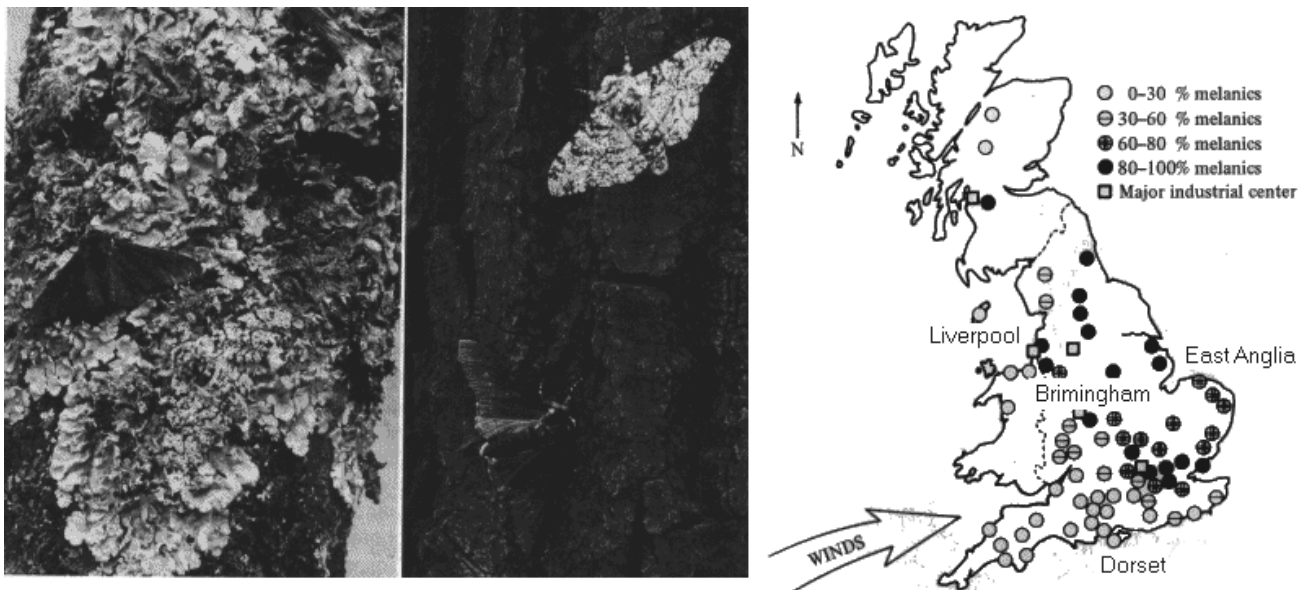 0–30 % melanics
30–60 % melanics
60–80 % melanics
80–100% melanics
Major industrial center
N
Liverpool
East Anglia
Brimingham
WINDS
Dorset